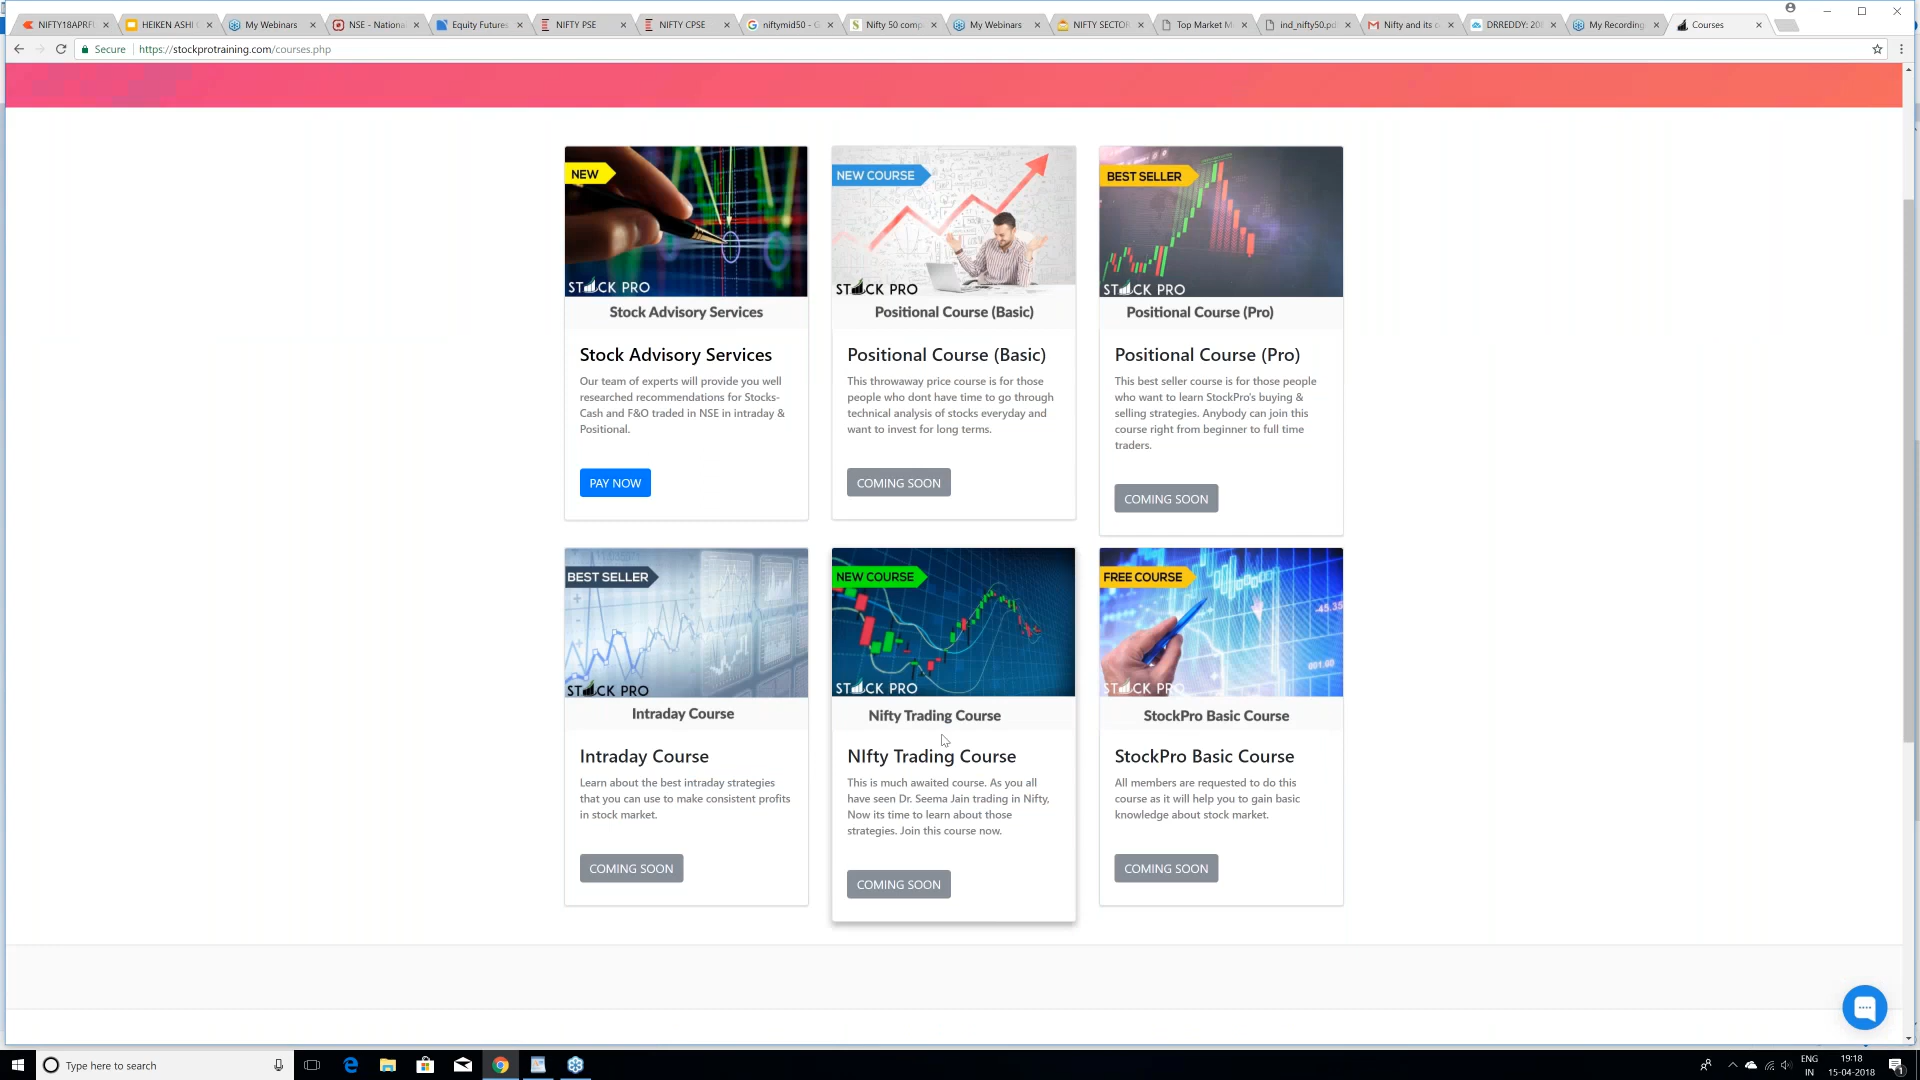 NIFTY18APRF
HEIKEN ASHI
My Webinars
NSE - Nationa
Equity Futures
NIFTY PSE
NIFTY CPSE
niftymid50 - G
Nifty 50 comp
My Webinars
NIFTY SECTOR
Top Market M
ind_nifty50.pd
Nifty and its c
DRREDDY: 208
My Recording
Courses
Secure
https://stockprotraining.com/courses.php
NEW
STOCK PRO
Stock Advisory Services
Stock Advisory Services
Our team of experts will provide you well
researched recommendations for Stocks-
Cash and F&O traded in NSE in intraday &
Positional.
PAY NOW
NEW COURSE
STOCK PRO
Positional Course (Basic)
Positional Course (Basic)
This throwaway price course is for those
people who dont have time to go through
technical analysis of stocks everyday and
want to invest for long terms.
COMING SOON
BEST SELLER
STOCK PRO
Positional Course (Pro)
Positional Course (Pro)
This best seller course is for those people
who want to learn StockPro's buying &
selling strategies. Anybody can join this
course right from beginner to full time
traders.
COMING SOON
BEST SELLER
STOCK PRO
Intraday Course
Intraday Course
Learn about the best intraday strategies
that you can use to make consistent profits
in stock market.
COMING SOON
NEW COURSE
STOCK PRO
Nifty Trading Course
NIfty Trading Course
This is much awaited course. As you all
have seen Dr. Seema Jain trading in Nifty,
Now its time to learn about those
strategies. Join this course now.
COMING SOON
FREE COURSE
-45.35
001.00
STOCK PRO
StockPro Basic Course
StockPro Basic Course
All members are requested to do this
course as it will help you to gain basic
knowledge about stock market.
COMING SOON
Type here to search
ENG
IN
19:18
15-04-2018
1